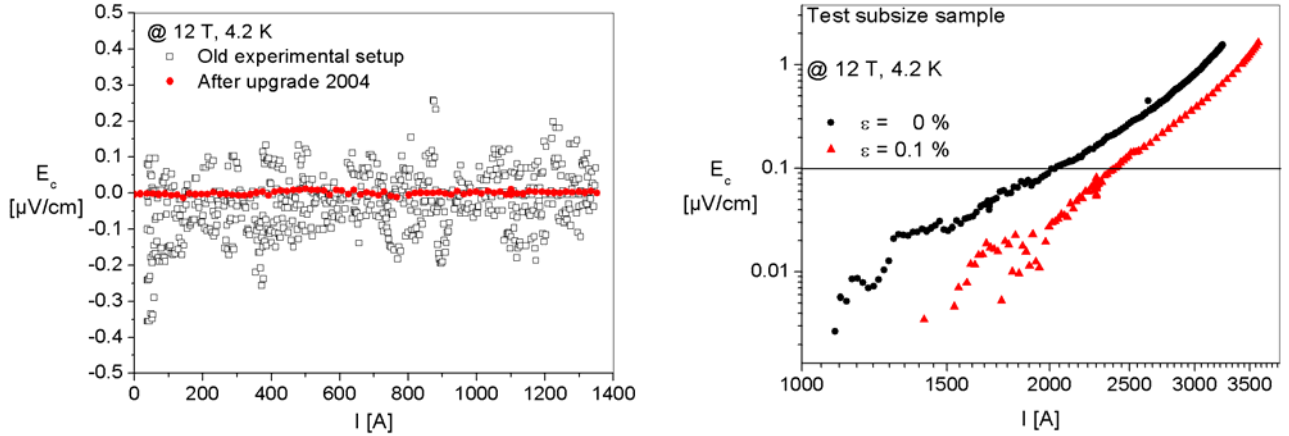 @ 12 T, 4.2 K
Old experimental setup
After upgrade 2004
0.5
0.4
0.3
0.2
0.1
0.0
-0.1
-0.2
-0.3
-0.4
-0.5
E_c
[µV/cm]
0 200 400 600 800 1000 1200 1400
I [A]
Test subsize sample
@ 12 T, 4.2 K
ε = 0 %
ε = 0.1 %
1
0.1
0.01
E_c
[µV/cm]
1000 1500 2000 2500 3000 3500
I [A]